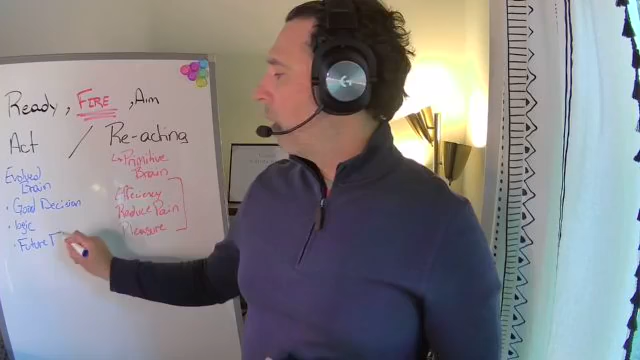 Ready, FIRE, Aim
Act / Re-acting
Primitive
Brain
Evolved
Brain
• Good Decision
• logic
• Future
Efficiency
Reduce Pain
Pleasure